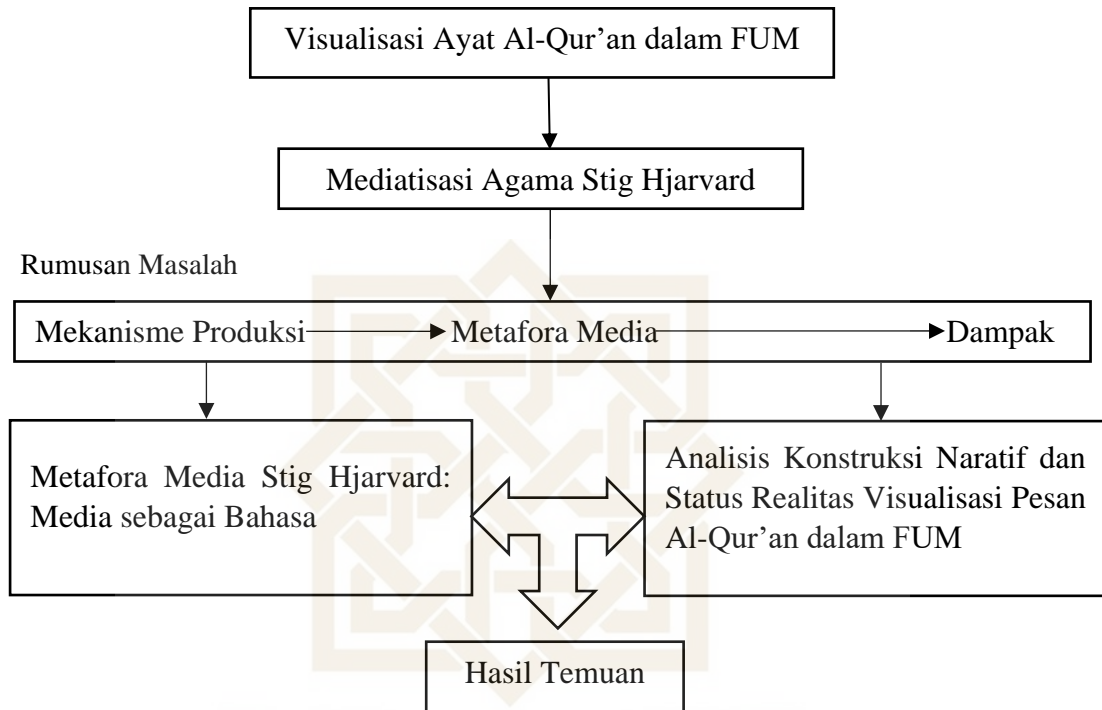 Visualisasi Ayat Al-Qur’an dalam FUM
Mediatisasi Agama Stig Hjarvard
Rumusan Masalah
Mekanisme Produksi Metafora Media Dampak
Metafora Media Stig Hjarvard:
Media sebagai Bahasa
Analisis Konstruksi Naratif dan
Status Realitas Visualisasi Pesan
Al-Qur’an dalam FUM
Hasil Temuan